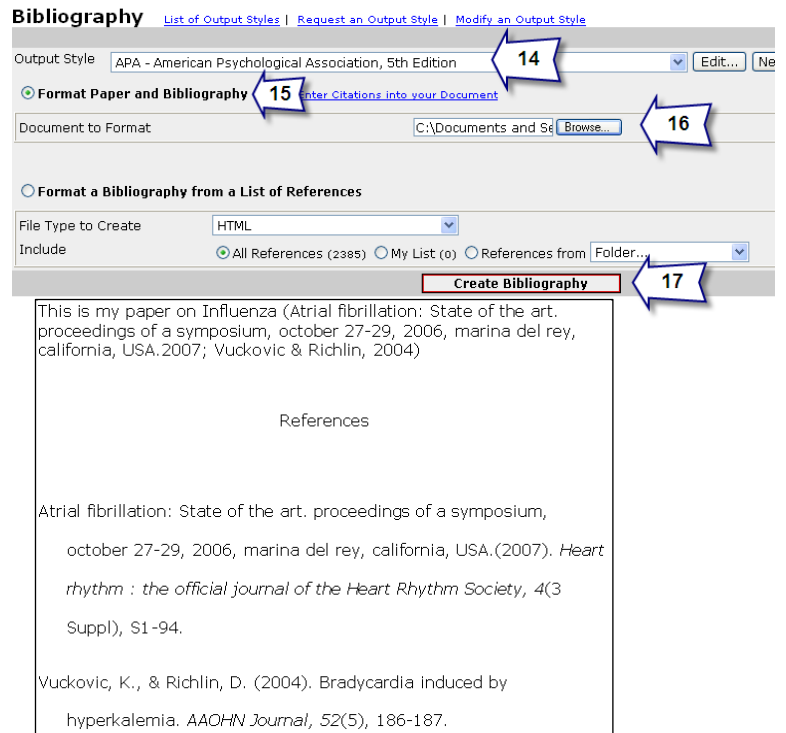 Bibliography List of Output Styles | Request an Output Style | Modify an Output Style
Output Style APA - American Psychological Association, 5th Edition 14 Edit... Ne
Format Paper and Bibliography 15 Enter Citations into your Document
Document to Format C:\Documents and Se Browse... 16
Format a Bibliography from a List of References
File Type to Create HTML
Include All References (2385) My List (0) References from Folder...
Create Bibliography 17
This is my paper on Influenza (Atrial fibrillation: State of the art.
proceedings of a symposium, october 27-29, 2006, marina del rey,
california, USA.2007; Vuckovic & Richlin, 2004)
References
Atrial fibrillation: State of the art. proceedings of a symposium,
october 27-29, 2006, marina del rey, california, USA.(2007). Heart
rhythm : the official journal of the Heart Rhythm Society, 4(3
Suppl), S1-94.
Vuckovic, K., & Richlin, D. (2004). Bradycardia induced by
hyperkalemia. AAOHN Journal, 52(5), 186-187.